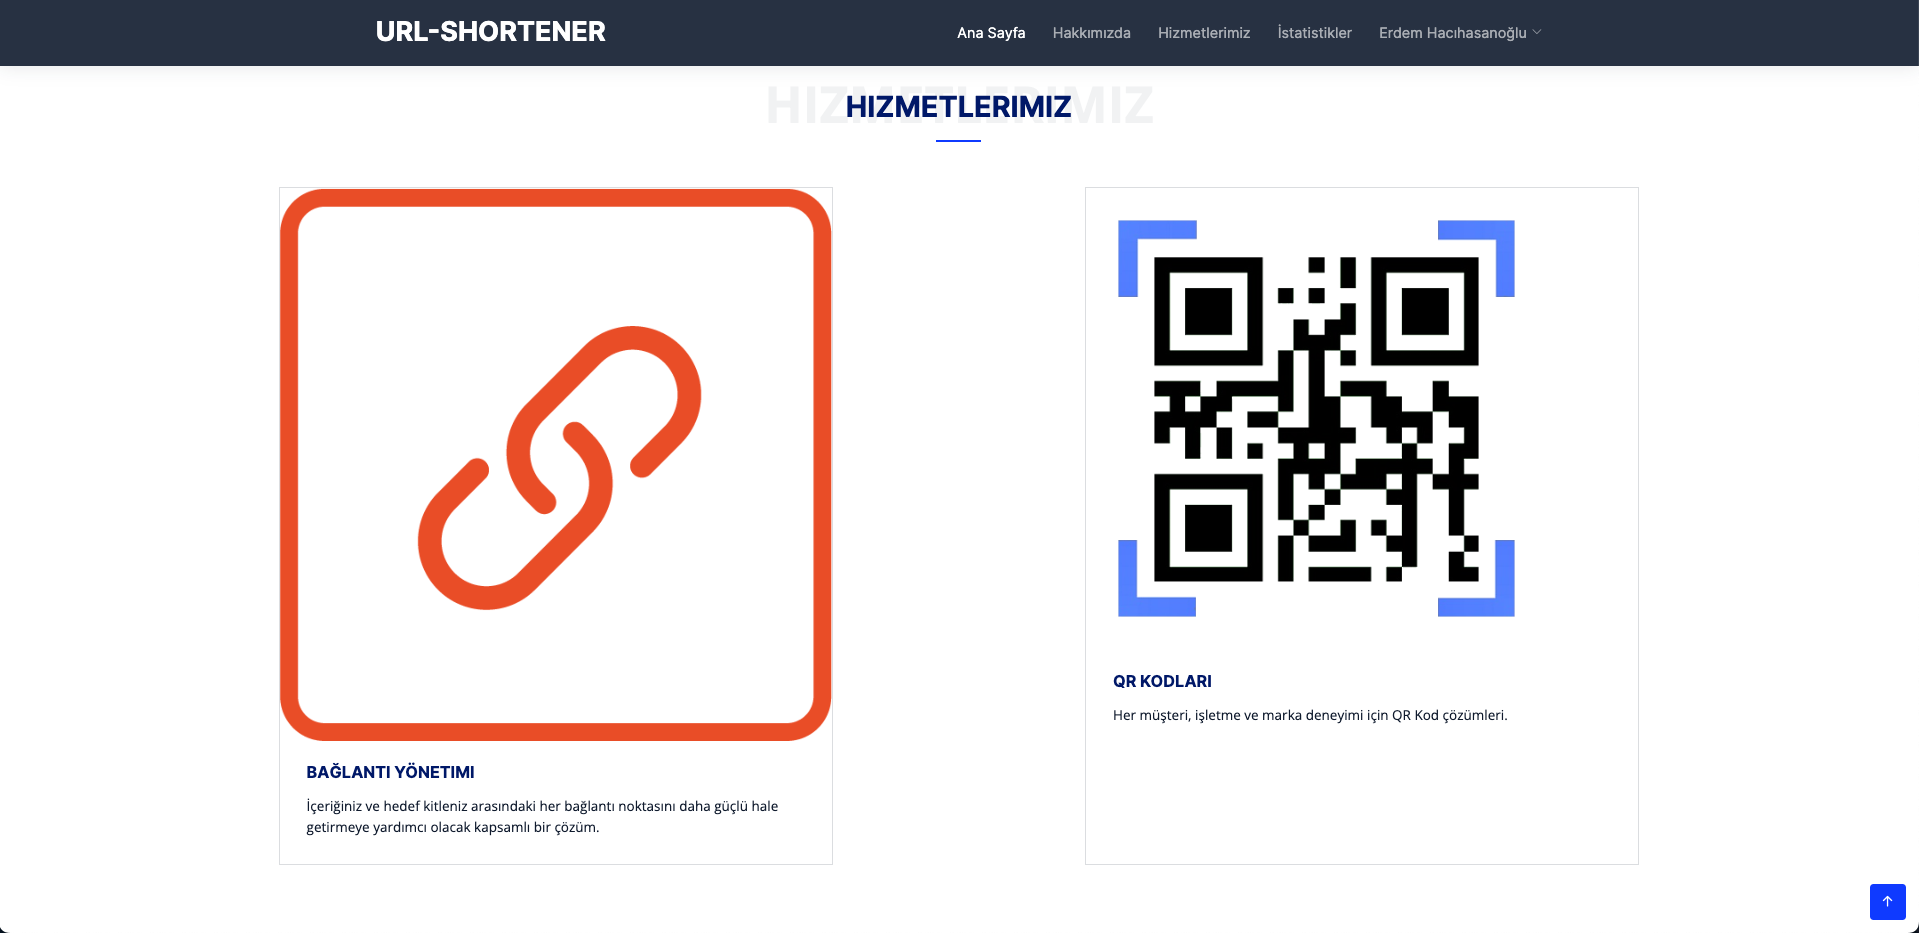 URL-SHORTENER
Ana Sayfa Hakkımızda Hizmetlerimiz İstatistikler Erdem Hacıhasanoğlu
HIZMETLERIMIZ
HIZMETLERIMIZ
BAĞLANTI YÖNETIMI
İçeriğiniz ve hedef kitleniz arasındaki her bağlantı noktasını daha güçlü hale
getirmeye yardımcı olacak kapsamlı bir çözüm.
QR KODLARI
Her müşteri, işletme ve marka deneyimi için QR Kod çözümleri.